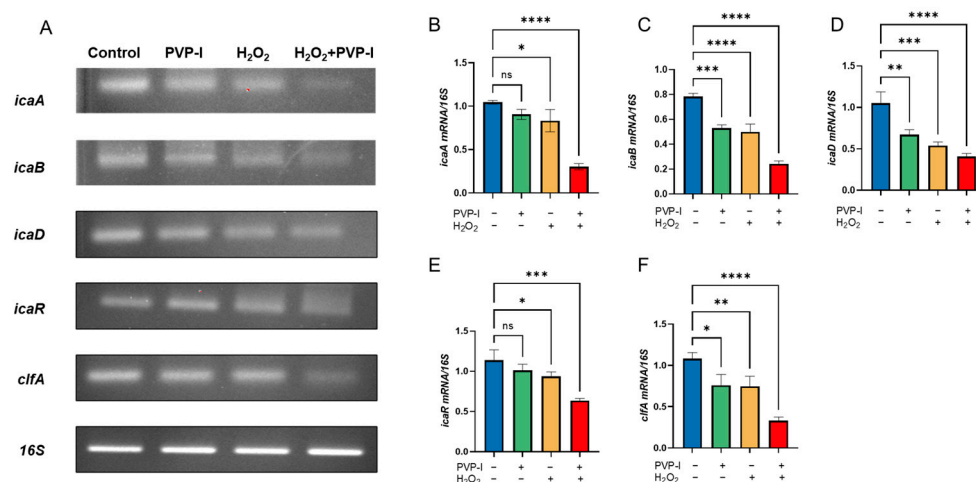 A
Control PVP-I H₂O₂ H₂O₂+PVP-I
icaA
icaB
icaD
icaR
clfA
16S
B
****
*
ns
icaA mRNA/16S
1.5
1.0
0.5
0.0
PVP-I – + – +
H₂O₂ – – + +
C
****
****
***
icaB mRNA/16S
0.8
0.6
0.4
0.2
0.0
PVP-I – + – +
H₂O₂ – – + +
D
****
***
**
icaD mRNA/16S
1.5
1.0
0.5
0.0
PVP-I – + – +
H₂O₂ – – + +
E
***
*
ns
icaR mRNA/16S
1.5
1.0
0.5
0.0
PVP-I – + – +
H₂O₂ – – + +
F
****
**
*
clfA mRNA/16S
1.5
1.0
0.5
0.0
PVP-I – + – +
H₂O₂ – – + +